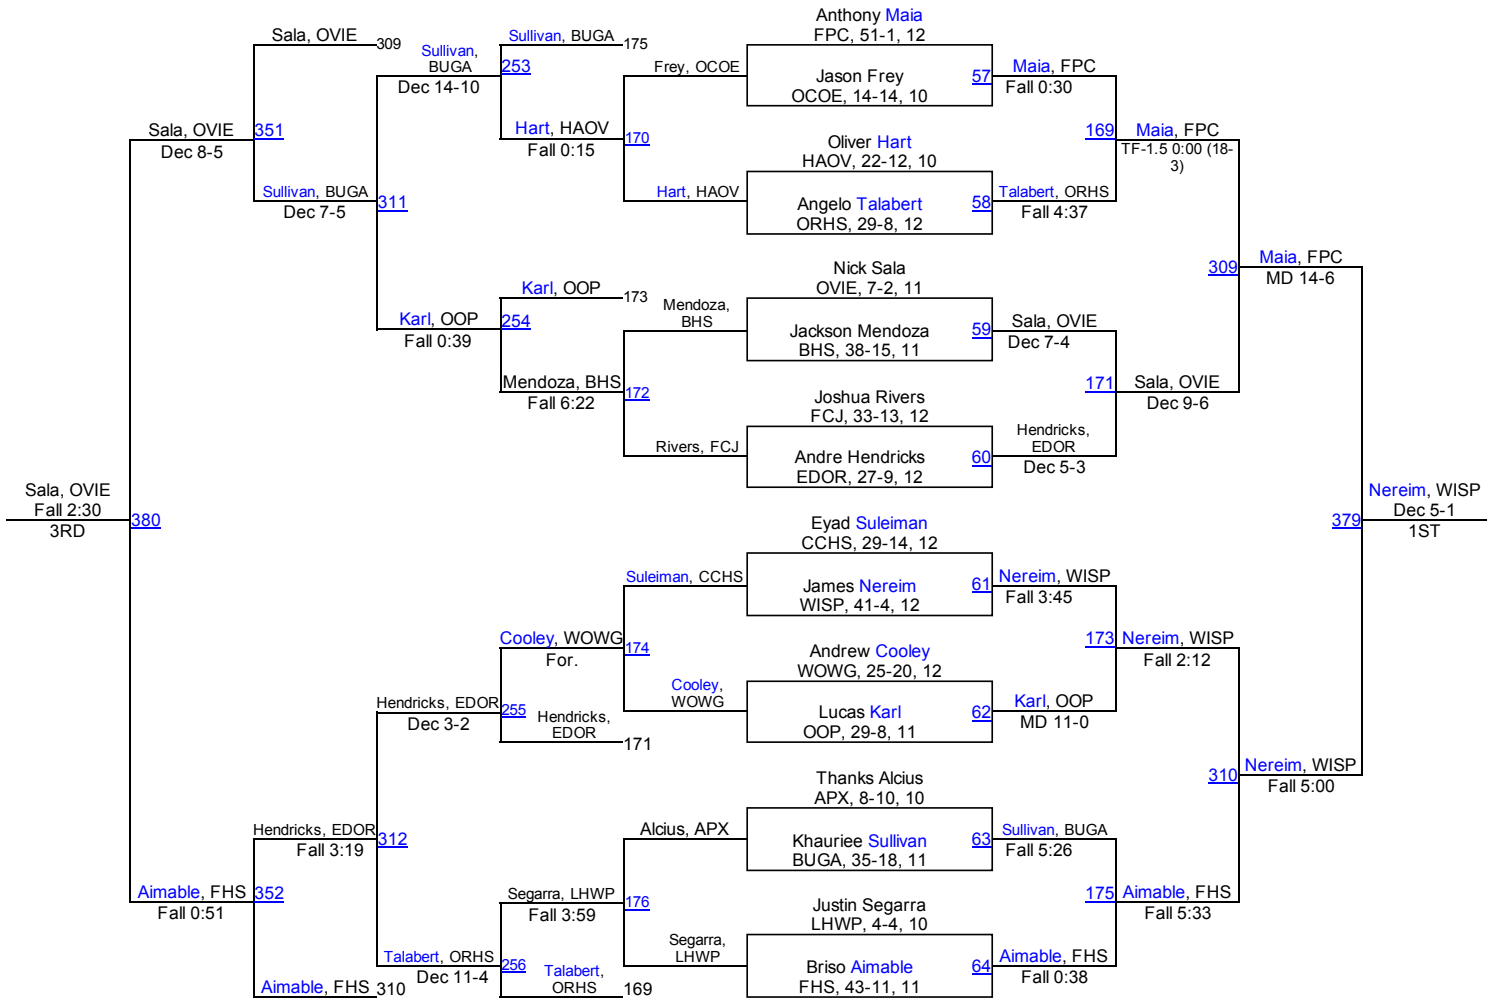 Anthony Maia
FPC, 51-1, 12
Sala, OVIE
309
Sullivan, BUGA
175
Sullivan,
BUGA
253
Dec 14-10
Frey, OCOE
Jason Frey
OCOE, 14-14, 10
57
Maia, FPC
Fall 0:30
Sala, OVIE
351
Dec 8-5
Hart, HAOV
170
Fall 0:15
Oliver Hart
HAOV, 22-12, 10
169
Maia, FPC
TF-1.5 0:00 (18-
3)
Sullivan, BUGA
311
Dec 7-5
Hart, HAOV
Angelo Talabert
ORHS, 29-8, 12
58
Talabert, ORHS
Fall 4:37
Nick Sala
OVIE, 7-2, 11
309
Maia, FPC
MD 14-6
Karl, OOP
173
Karl, OOP
254
Fall 0:39
Mendoza,
BHS
Jackson Mendoza
BHS, 38-15, 11
59
Sala, OVIE
Dec 7-4
Mendoza, BHS
172
Fall 6:22
Joshua Rivers
FCJ, 33-13, 12
171
Sala, OVIE
Dec 9-6
Rivers, FCJ
Andre Hendricks
EDOR, 27-9, 12
60
Hendricks,
EDOR
Dec 5-3
Sala, OVIE
Fall 2:30
380
3RD
Eyad Suleiman
CCHS, 29-14, 12
379
Nereim, WISP
Dec 5-1
1ST
Suleiman, CCHS
James Nereim
WISP, 41-4, 12
61
Nereim, WISP
Fall 3:45
Cooley, WOWG
174
For.
Andrew Cooley
WOWG, 25-20, 12
173
Nereim, WISP
Fall 2:12
Hendricks, EDOR
255
Dec 3-2
Hendricks,
EDOR
171
Cooley,
WOWG
Lucas Karl
OOP, 29-8, 11
62
Karl, OOP
MD 11-0
Thanks Alcius
APX, 8-10, 10
310
Nereim, WISP
Fall 5:00
Hendricks, EDOR
312
Fall 3:19
Alcius, APX
Khauriee Sullivan
BUGA, 35-18, 11
63
Sullivan, BUGA
Fall 5:26
Aimable, FHS
352
Fall 0:51
Segarra, LHWP
176
Fall 3:59
Justin Segarra
LHWP, 4-4, 10
175
Aimable, FHS
Fall 5:33
Talabert, ORHS
256
Dec 11-4
Talabert,
ORHS
169
Segarra,
LHWP
Briso Aimable
FHS, 43-11, 11
64
Aimable, FHS
Fall 0:38
Aimable, FHS
310